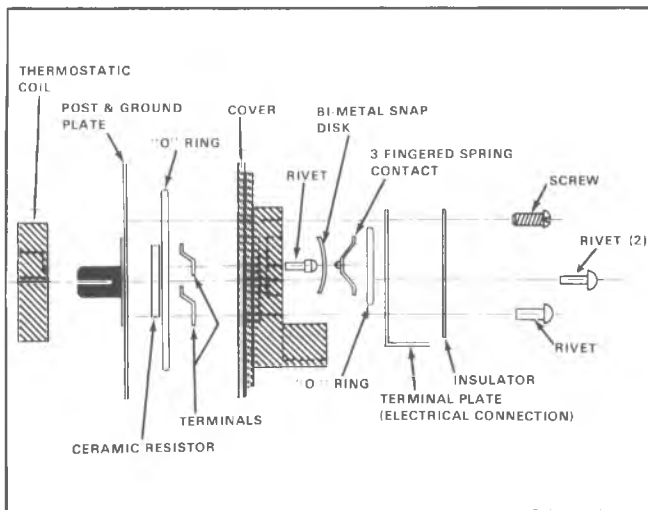 THERMOSTATIC
COIL
POST & GROUND
PLATE
"O" RING
COVER
RIVET
BI-METAL SNAP
DISK
3 FINGERED SPRING
CONTACT
SCREW
RIVET (2)
RIVET
INSULATOR
TERMINAL PLATE
(ELECTRICAL CONNECTION)
"O" RING
TERMINALS
CERAMIC RESISTOR